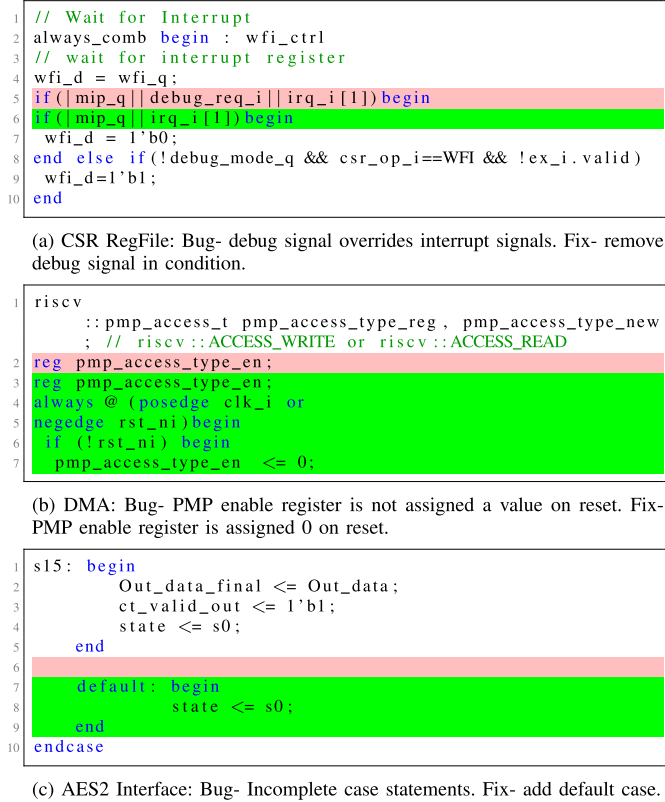 1 // Wait for Interrupt
2 always_comb begin : wfi_ctrl
3 // wait for interrupt register
4 wfi_d = wfi_q;
5 if(|mip_q||debug_req_i||irq_i[1])begin
6 if(|mip_q||irq_i[1])begin
7 wfi_d = 1'b0;
8 end else if(!debug_mode_q && csr_op_i==WFI && !ex_i.valid)
9 wfi_d=1'b1;
10 end
(a) CSR RegFile: Bug- debug signal overrides interrupt signals. Fix- remove
debug signal in condition.
1 riscv
::pmp_access_t pmp_access_type_reg, pmp_access_type_new
; // riscv::ACCESS_WRITE or riscv::ACCESS_READ
2 reg pmp_access_type_en;
3 reg pmp_access_type_en;
4 always @ (posedge clk_i or
5 negedge rst_ni)begin
6 if (!rst_ni) begin
7 pmp_access_type_en <= 0;
(b) DMA: Bug- PMP enable register is not assigned a value on reset. Fix-
PMP enable register is assigned 0 on reset.
1 s15: begin
2 Out_data_final <= Out_data;
3 ct_valid_out <= 1'b1;
4 state <= s0;
5 end
6
7 default: begin
8 state <= s0;
9 end
10 endcase
(c) AES2 Interface: Bug- Incomplete case statements. Fix- add default case.